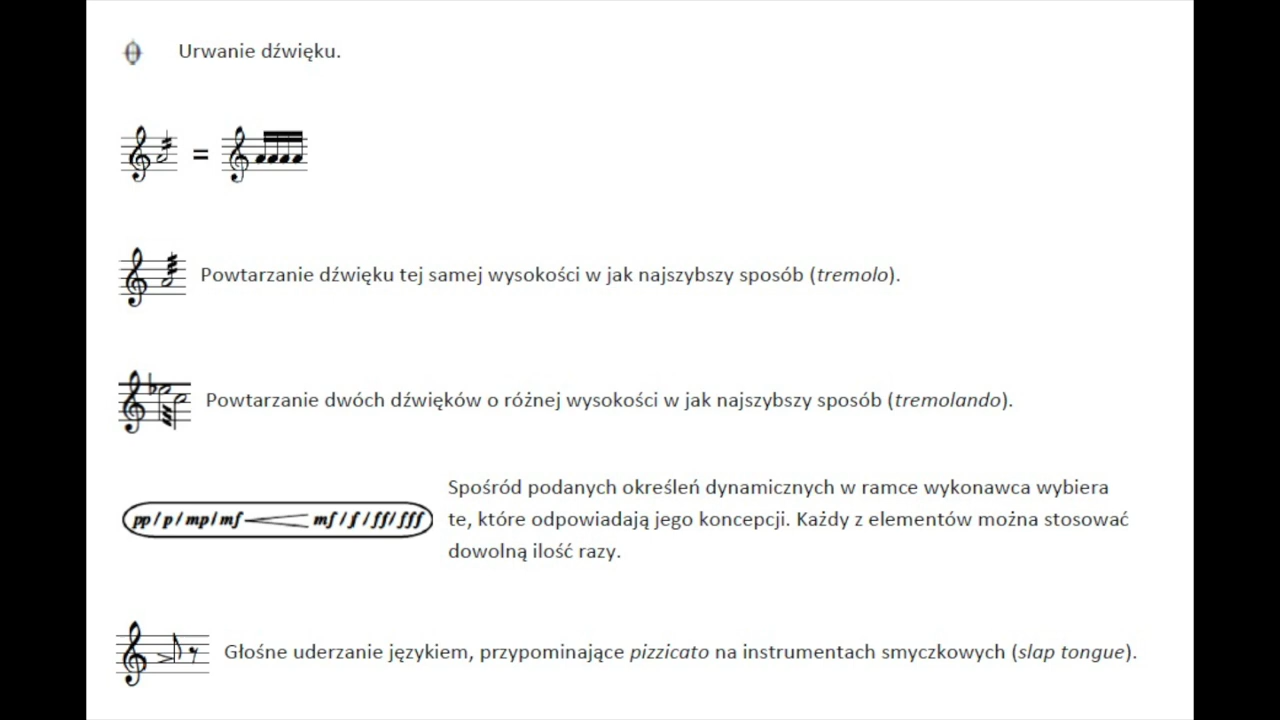 Urwanie dźwięku.
=
Powtarzanie dźwięku tej samej wysokości w jak najszybszy sposób (tremolo).
Powtarzanie dwóch dźwięków o różnej wysokości w jak najszybszy sposób (tremolando).
pp / p / mp / mf mf / f / ff / fff
Spośród podanych określeń dynamicznych w ramce wykonawca wybiera
te, które odpowiadają jego koncepcji. Każdy z elementów można stosować
dowolną ilość razy.
Głośne uderzanie językiem, przypominające pizzicato na instrumentach smyczkowych (slap tongue).